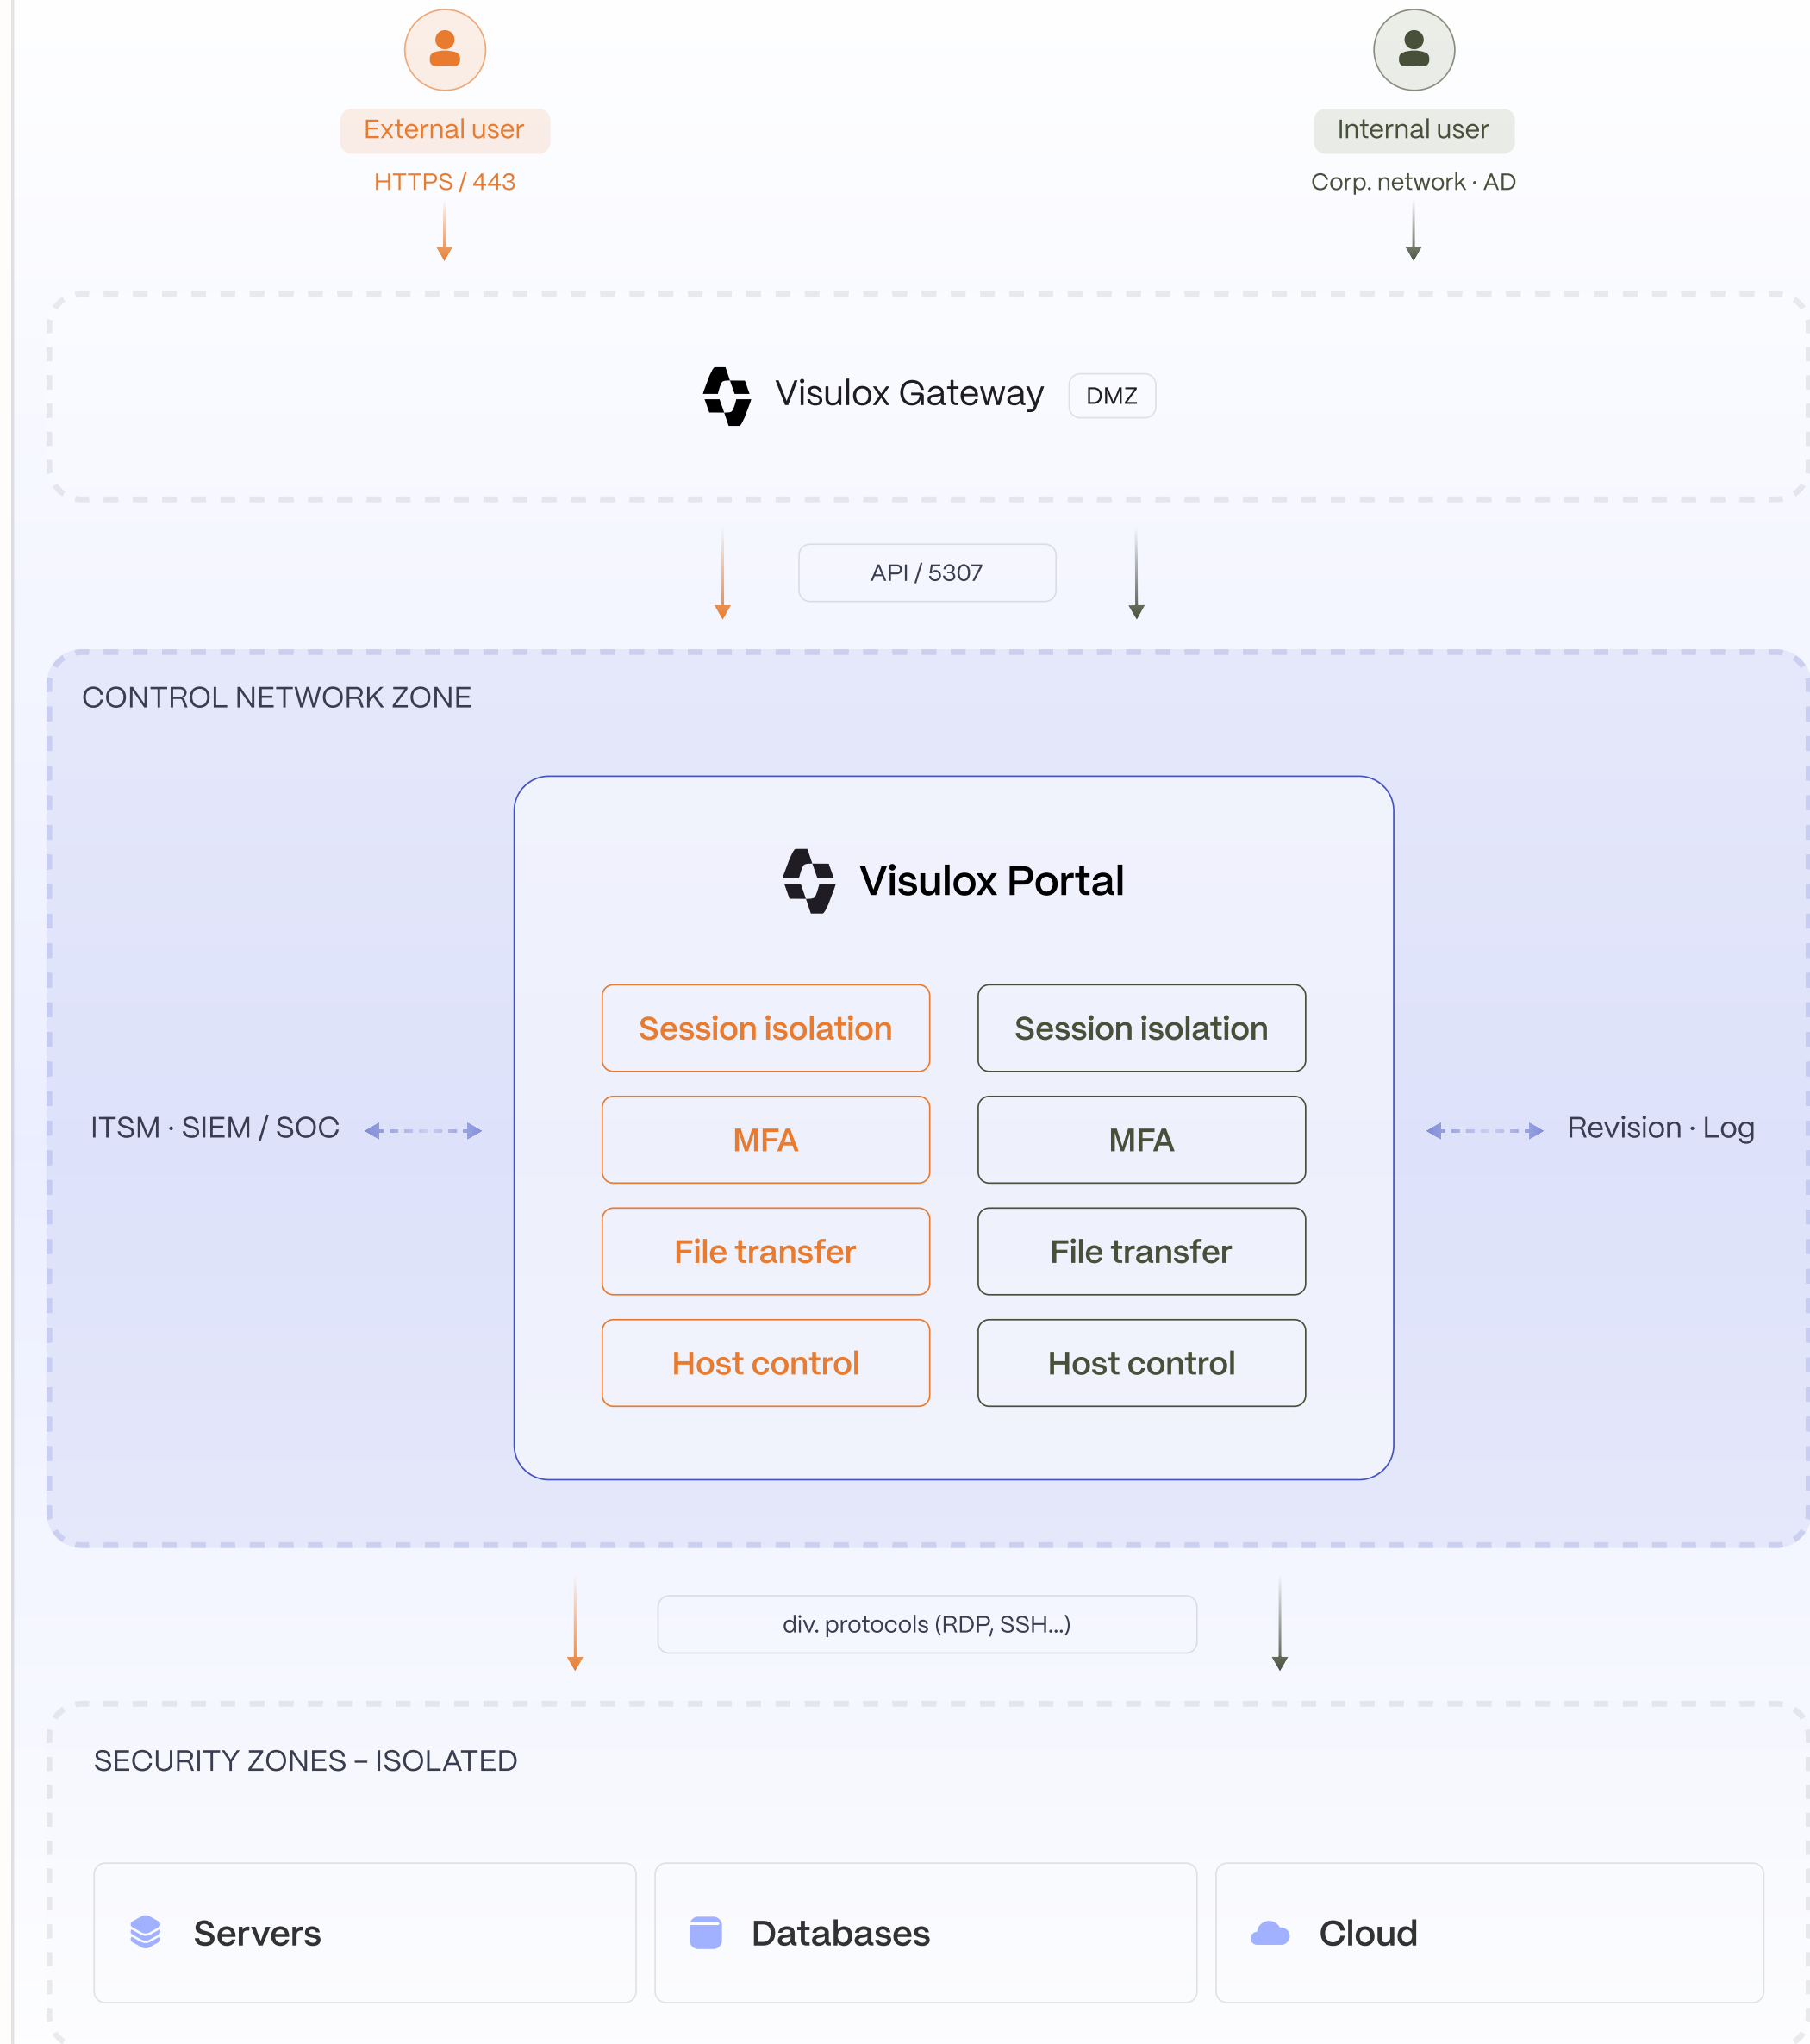 External user
Internal user
HTTPS / 443
Corp. network · AD
Visulox Gateway
DMZ
API / 5307
CONTROL NETWORK ZONE
Visulox Portal
Session isolation
Session isolation
MFA
MFA
ITSM · SIEM / SOC
Revision · Log
File transfer
File transfer
Host control
Host control
div. protocols (RDP, SSH...)
SECURITY ZONES – ISOLATED
Servers
Databases
Cloud